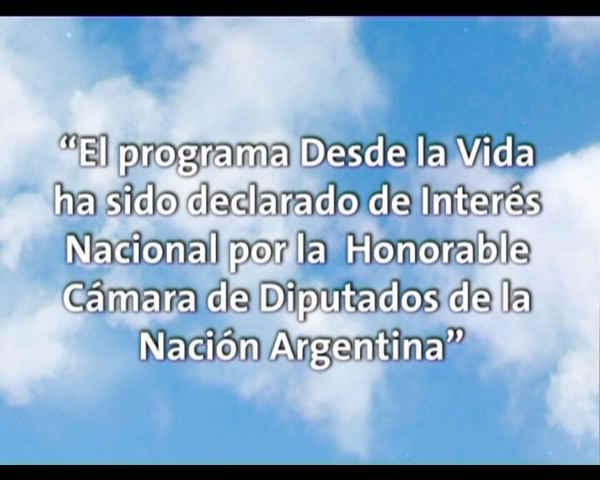 “El programa Desde la Vida
ha sido declarado de Interés
Nacional por la Honorable
Cámara de Diputados de la
Nación Argentina”